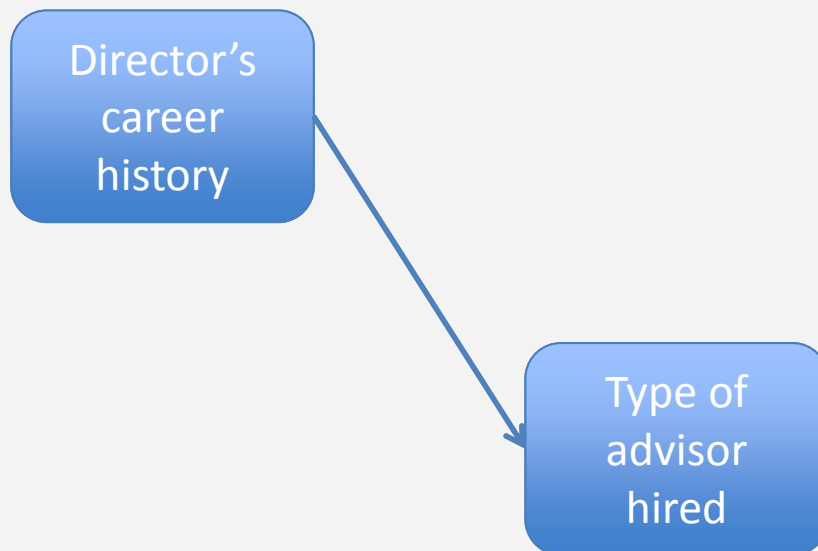 Director’s
career
history
Type of
advisor
hired